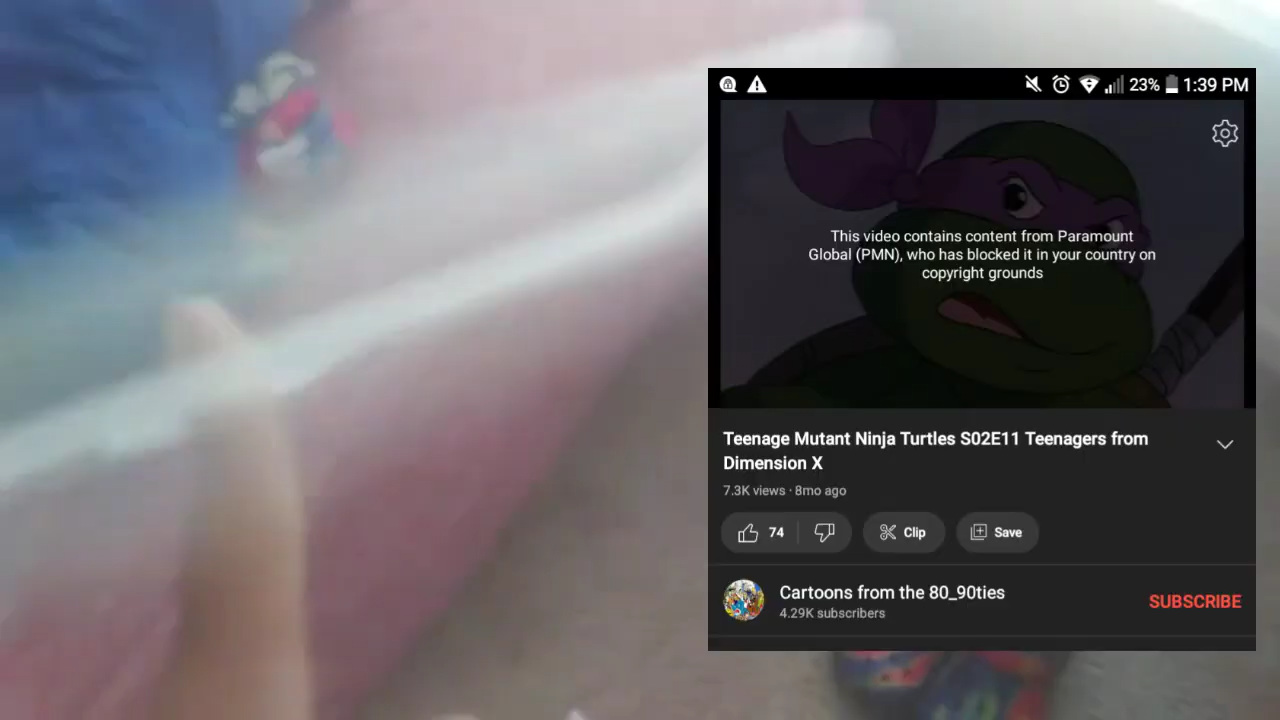 23% 1:39 PM
This video contains content from Paramount
Global (PMN), who has blocked it in your country on
copyright grounds
Teenage Mutant Ninja Turtles S02E11 Teenagers from
Dimension X
7.3K views · 8mo ago
74 Clip Save
Cartoons from the 80_90ties
4.29K subscribers
SUBSCRIBE